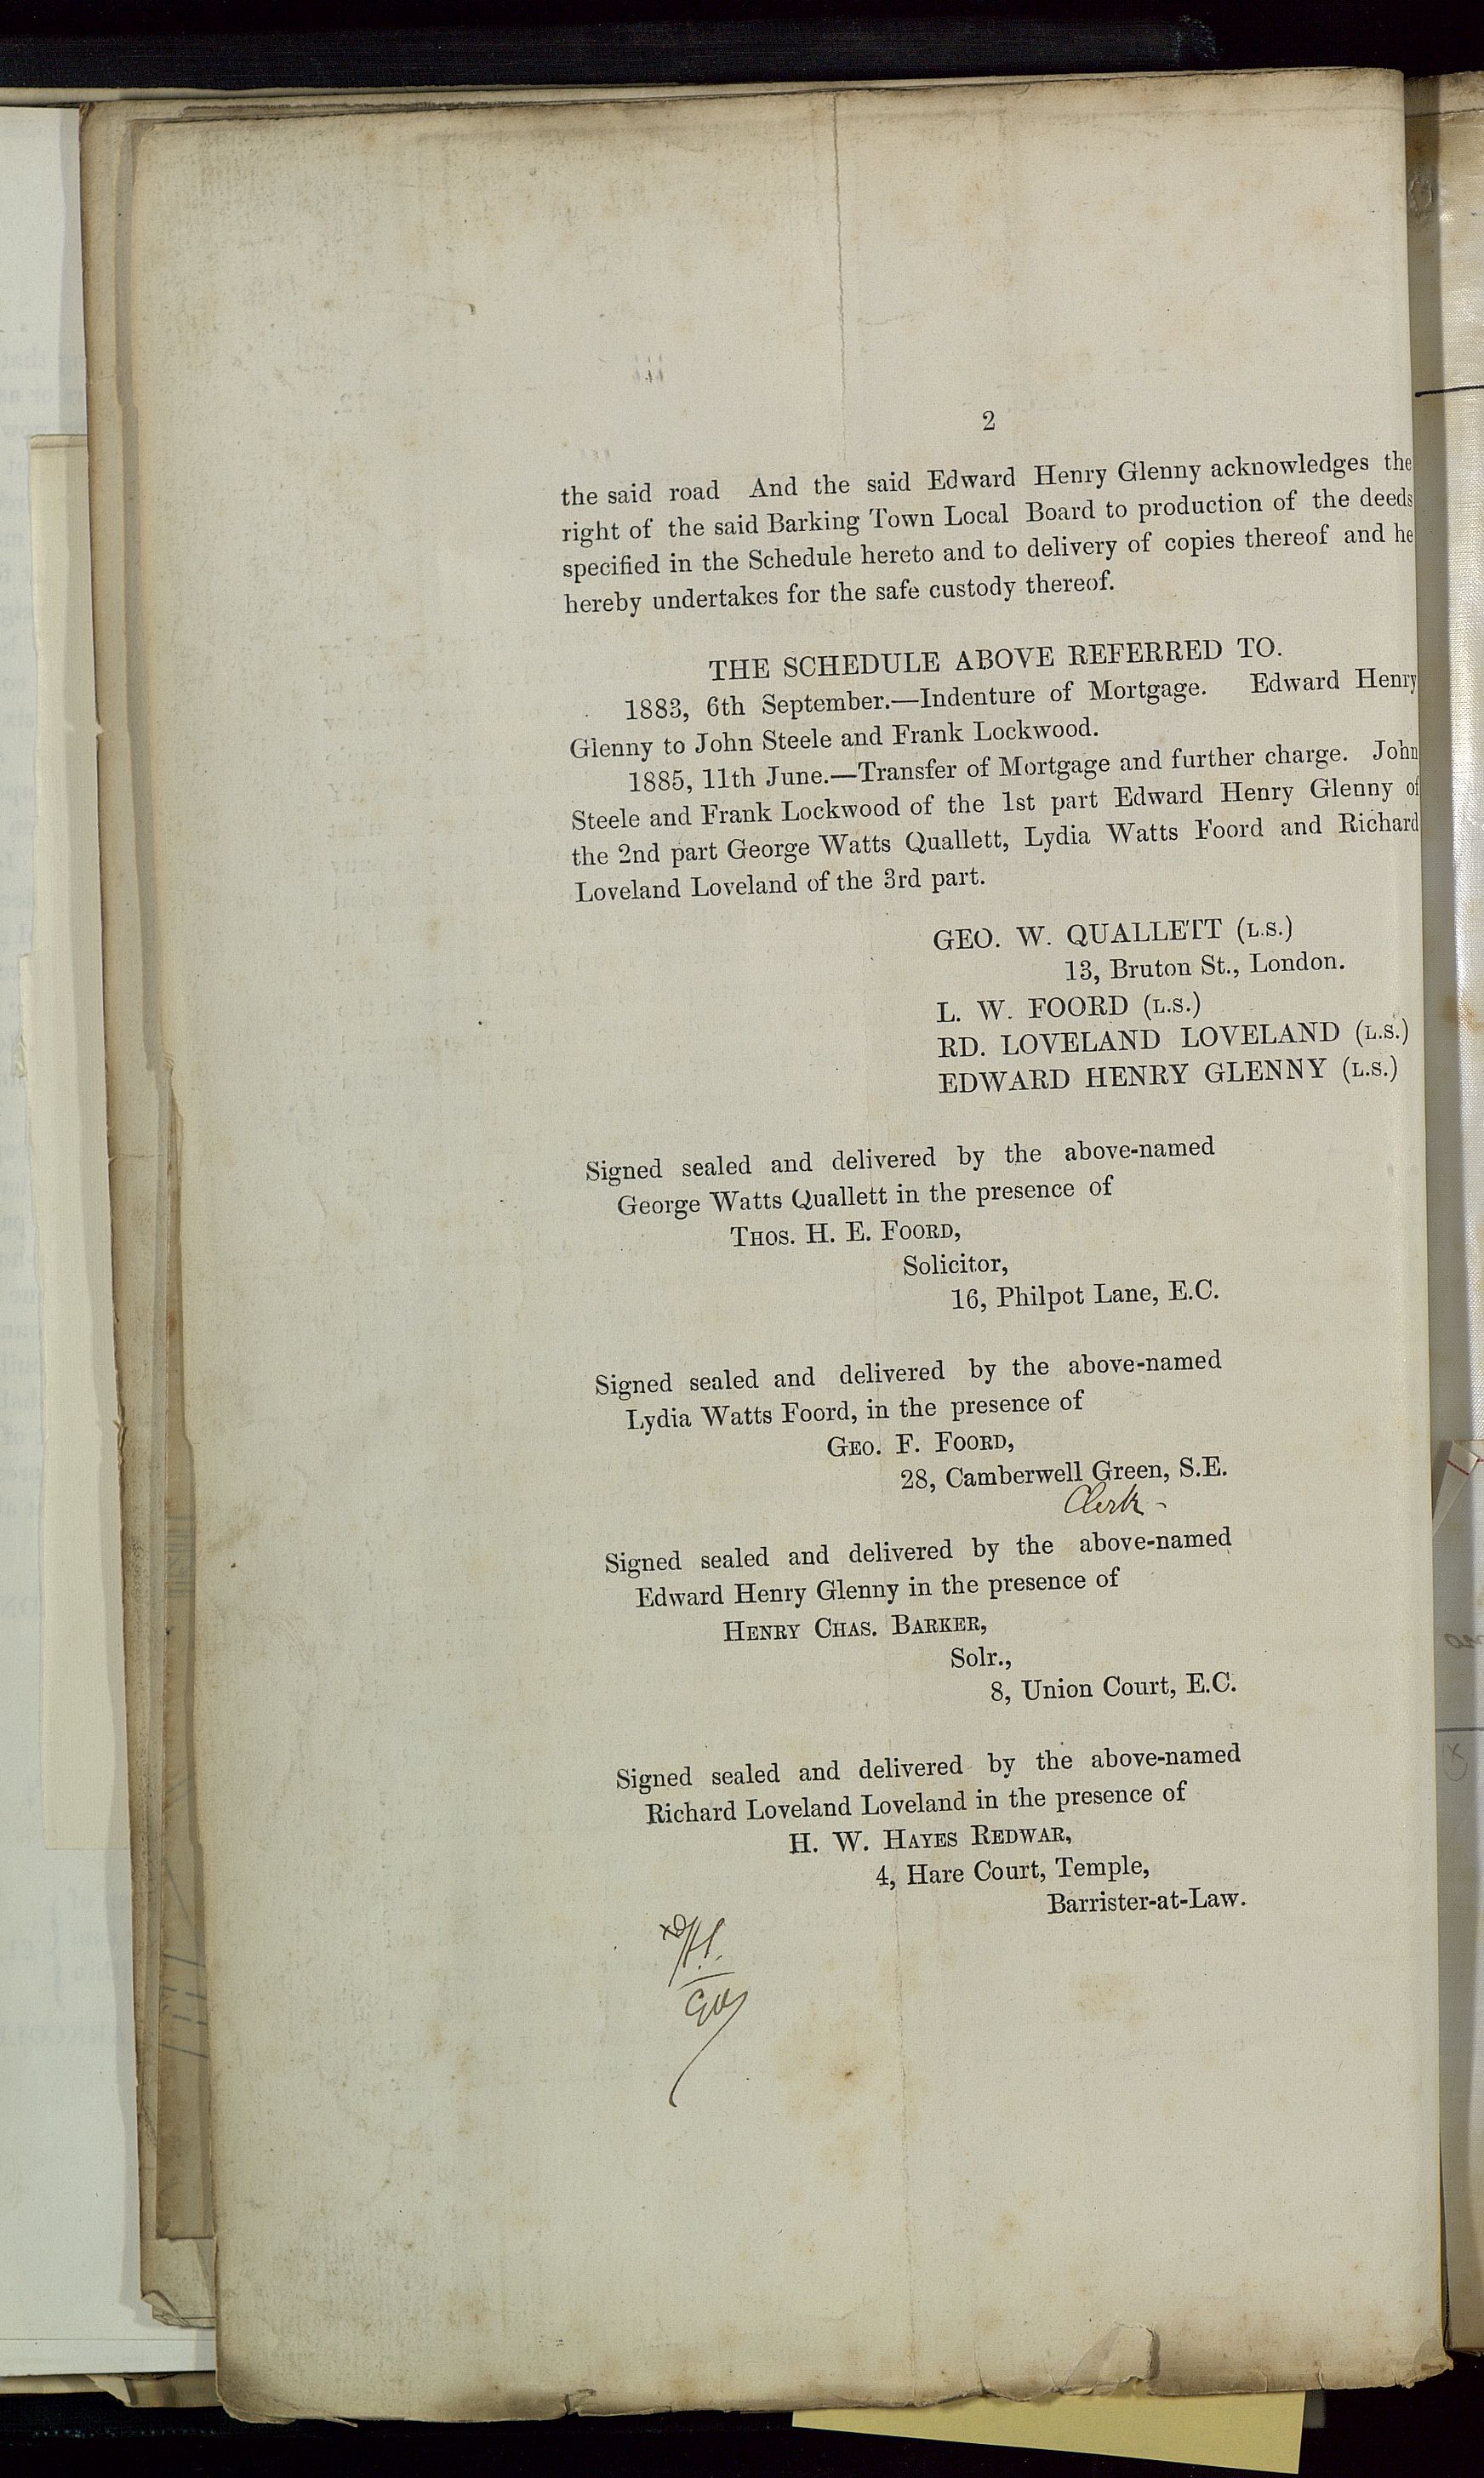 2
the said road And the said Edward Henry Glenny acknowledges the
right of the said Barking Town Local Board to production of the deeds
specified in the Schedule hereto and to delivery of copies thereof and he
hereby undertakes for the safe custody thereof.
THE SCHEDULE ABOVE REFERRED TO.
1883, 6th September.—Indenture of Mortgage. Edward Henry
Glenny to John Steele and Frank Lockwood.
1885, 11th June.—Transfer of Mortgage and further charge. John
Steele and Frank Lockwood of the 1st part Edward Henry Glenny of
the 2nd part George Watts Quallett, Lydia Watts Foord and Richard
Loveland Loveland of the 3rd part.
GEO. W. QUALLETT (L.S.)
13, Bruton St., London.
L. W. FOORD (L.S.)
RD. LOVELAND LOVELAND (L.S.)
EDWARD HENRY GLENNY (L.S.)
Signed sealed and delivered by the above-named
George Watts Quallett in the presence of
THOS. H. E. FOORD,
Solicitor,
16, Philpot Lane, E.C.
Signed sealed and delivered by the above-named
Lydia Watts Foord, in the presence of
GEO. F. FOORD,
28, Camberwell Green, S.E.
Clerk -
Signed sealed and delivered by the above-named
Edward Henry Glenny in the presence of
HENRY CHAS. BARKER,
Solr.,
8, Union Court, E.C.
Signed sealed and delivered by the above-named
Richard Loveland Loveland in the presence of
H. W. HAYES REDWAR,
4, Hare Court, Temple,
Barrister-at-Law.